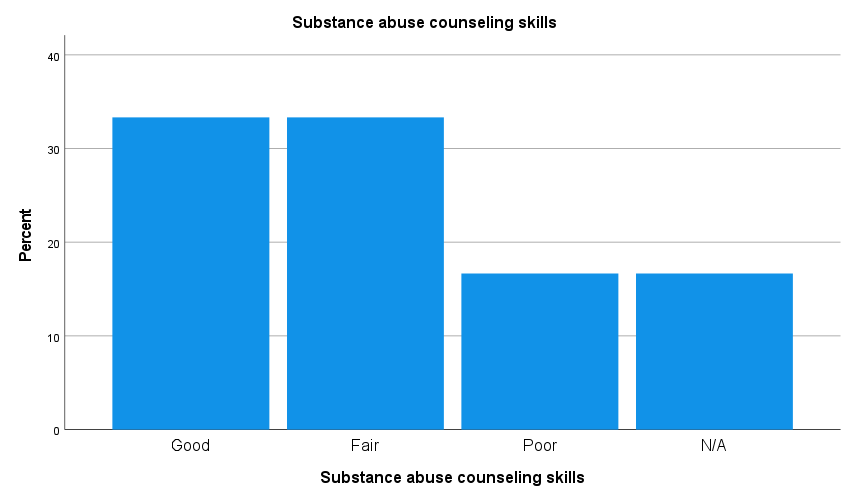 Substance abuse counseling skills
40
30
20
10
0
Percent
Good Fair Poor N/A
Substance abuse counseling skills